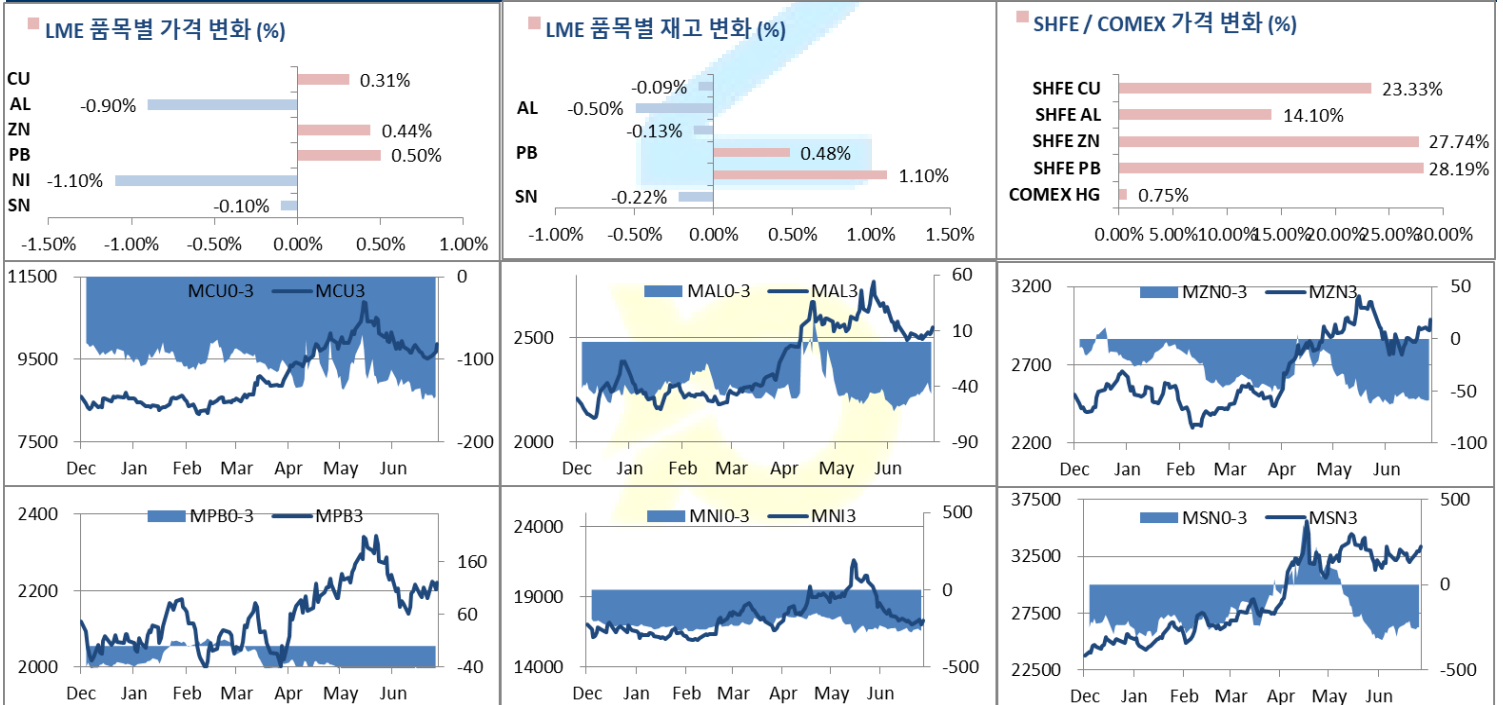 LME 품목별 가격 변화 (%)
CU
0.31%
AL
-0.90%
ZN
0.44%
PB
0.50%
NI
-1.10%
SN
-0.10%
-1.50% -1.00% -0.50% 0.00% 0.50% 1.00%
LME 품목별 재고 변화 (%)
-0.09%
AL
-0.50%
-0.13%
PB
0.48%
1.10%
SN
-0.22%
-1.00% -0.50% 0.00% 0.50% 1.00% 1.50%
SHFE / COMEX 가격 변화 (%)
SHFE CU
23.33%
SHFE AL
14.10%
SHFE ZN
27.74%
SHFE PB
28.19%
COMEX HG
0.75%
0.00% 5.00% 10.00% 15.00% 20.00% 25.00% 30.00%
MCU0-3 MCU3
11500
9500
7500
0
-100
-200
Dec Jan Feb Mar Apr May Jun
MAL0-3 MAL3
2500
2000
60
10
-40
-90
Dec Jan Feb Mar Apr May Jun
MZN0-3 MZN3
3200
2700
2200
50
0
-50
-100
Dec Jan Feb Mar Apr May Jun
MPB0-3 MPB3
2400
2200
2000
160
60
-40
Dec Jan Feb Mar Apr May Jun
MNI0-3 MNI3
24000
19000
14000
500
0
-500
Dec Jan Feb Mar Apr May Jun
MSN0-3 MSN3
37500
32500
27500
22500
500
0
-500
Dec Jan Feb Mar Apr May Jun